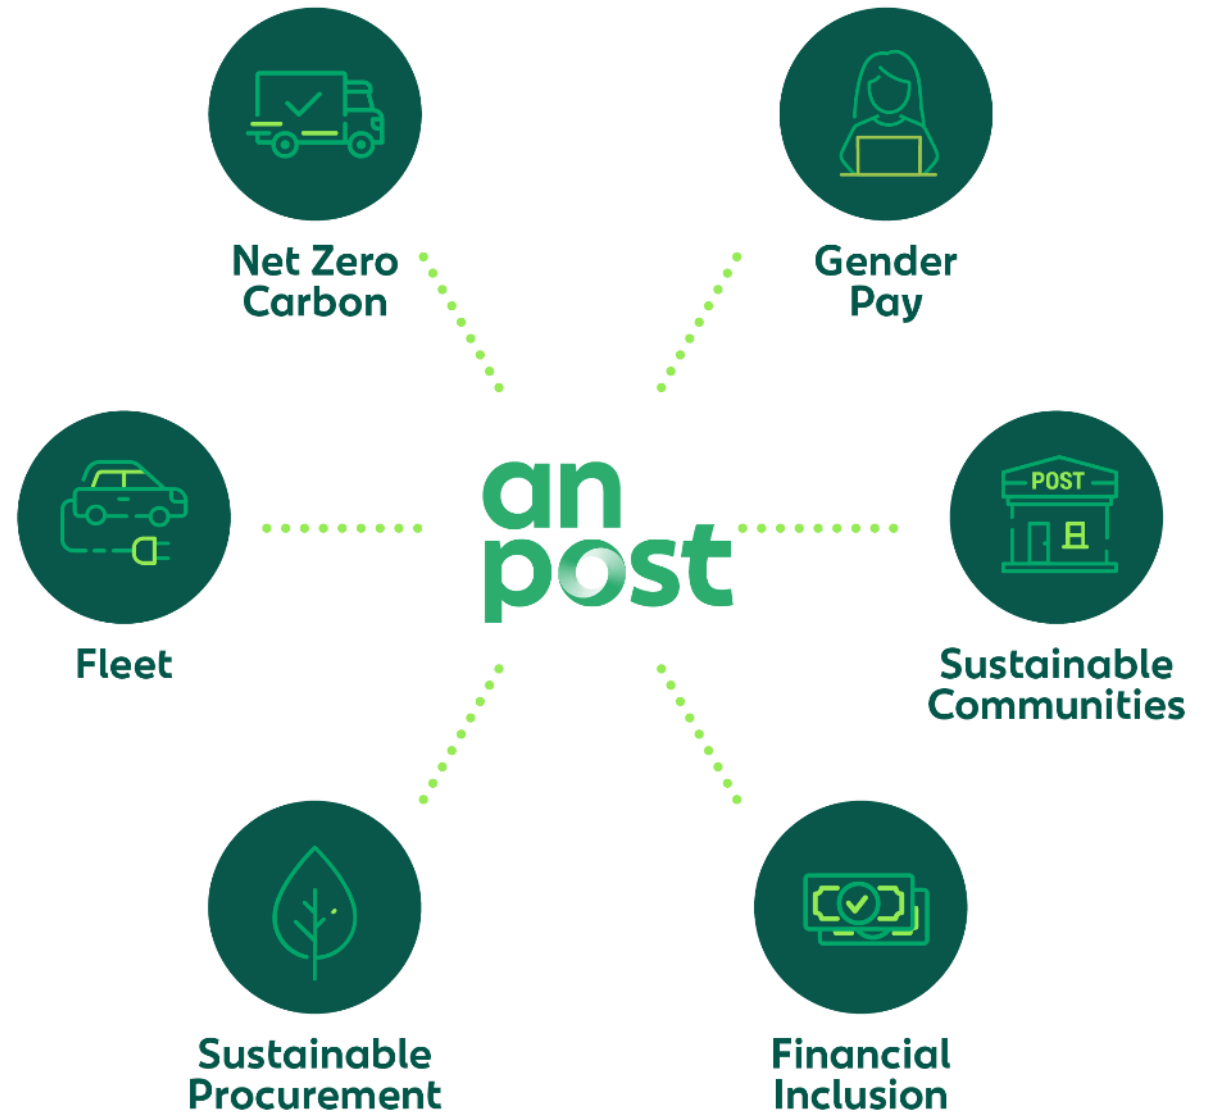 Net Zero
Carbon
Gender
Pay
Fleet
an
post
POST
Sustainable
Communities
Sustainable
Procurement
Financial
Inclusion